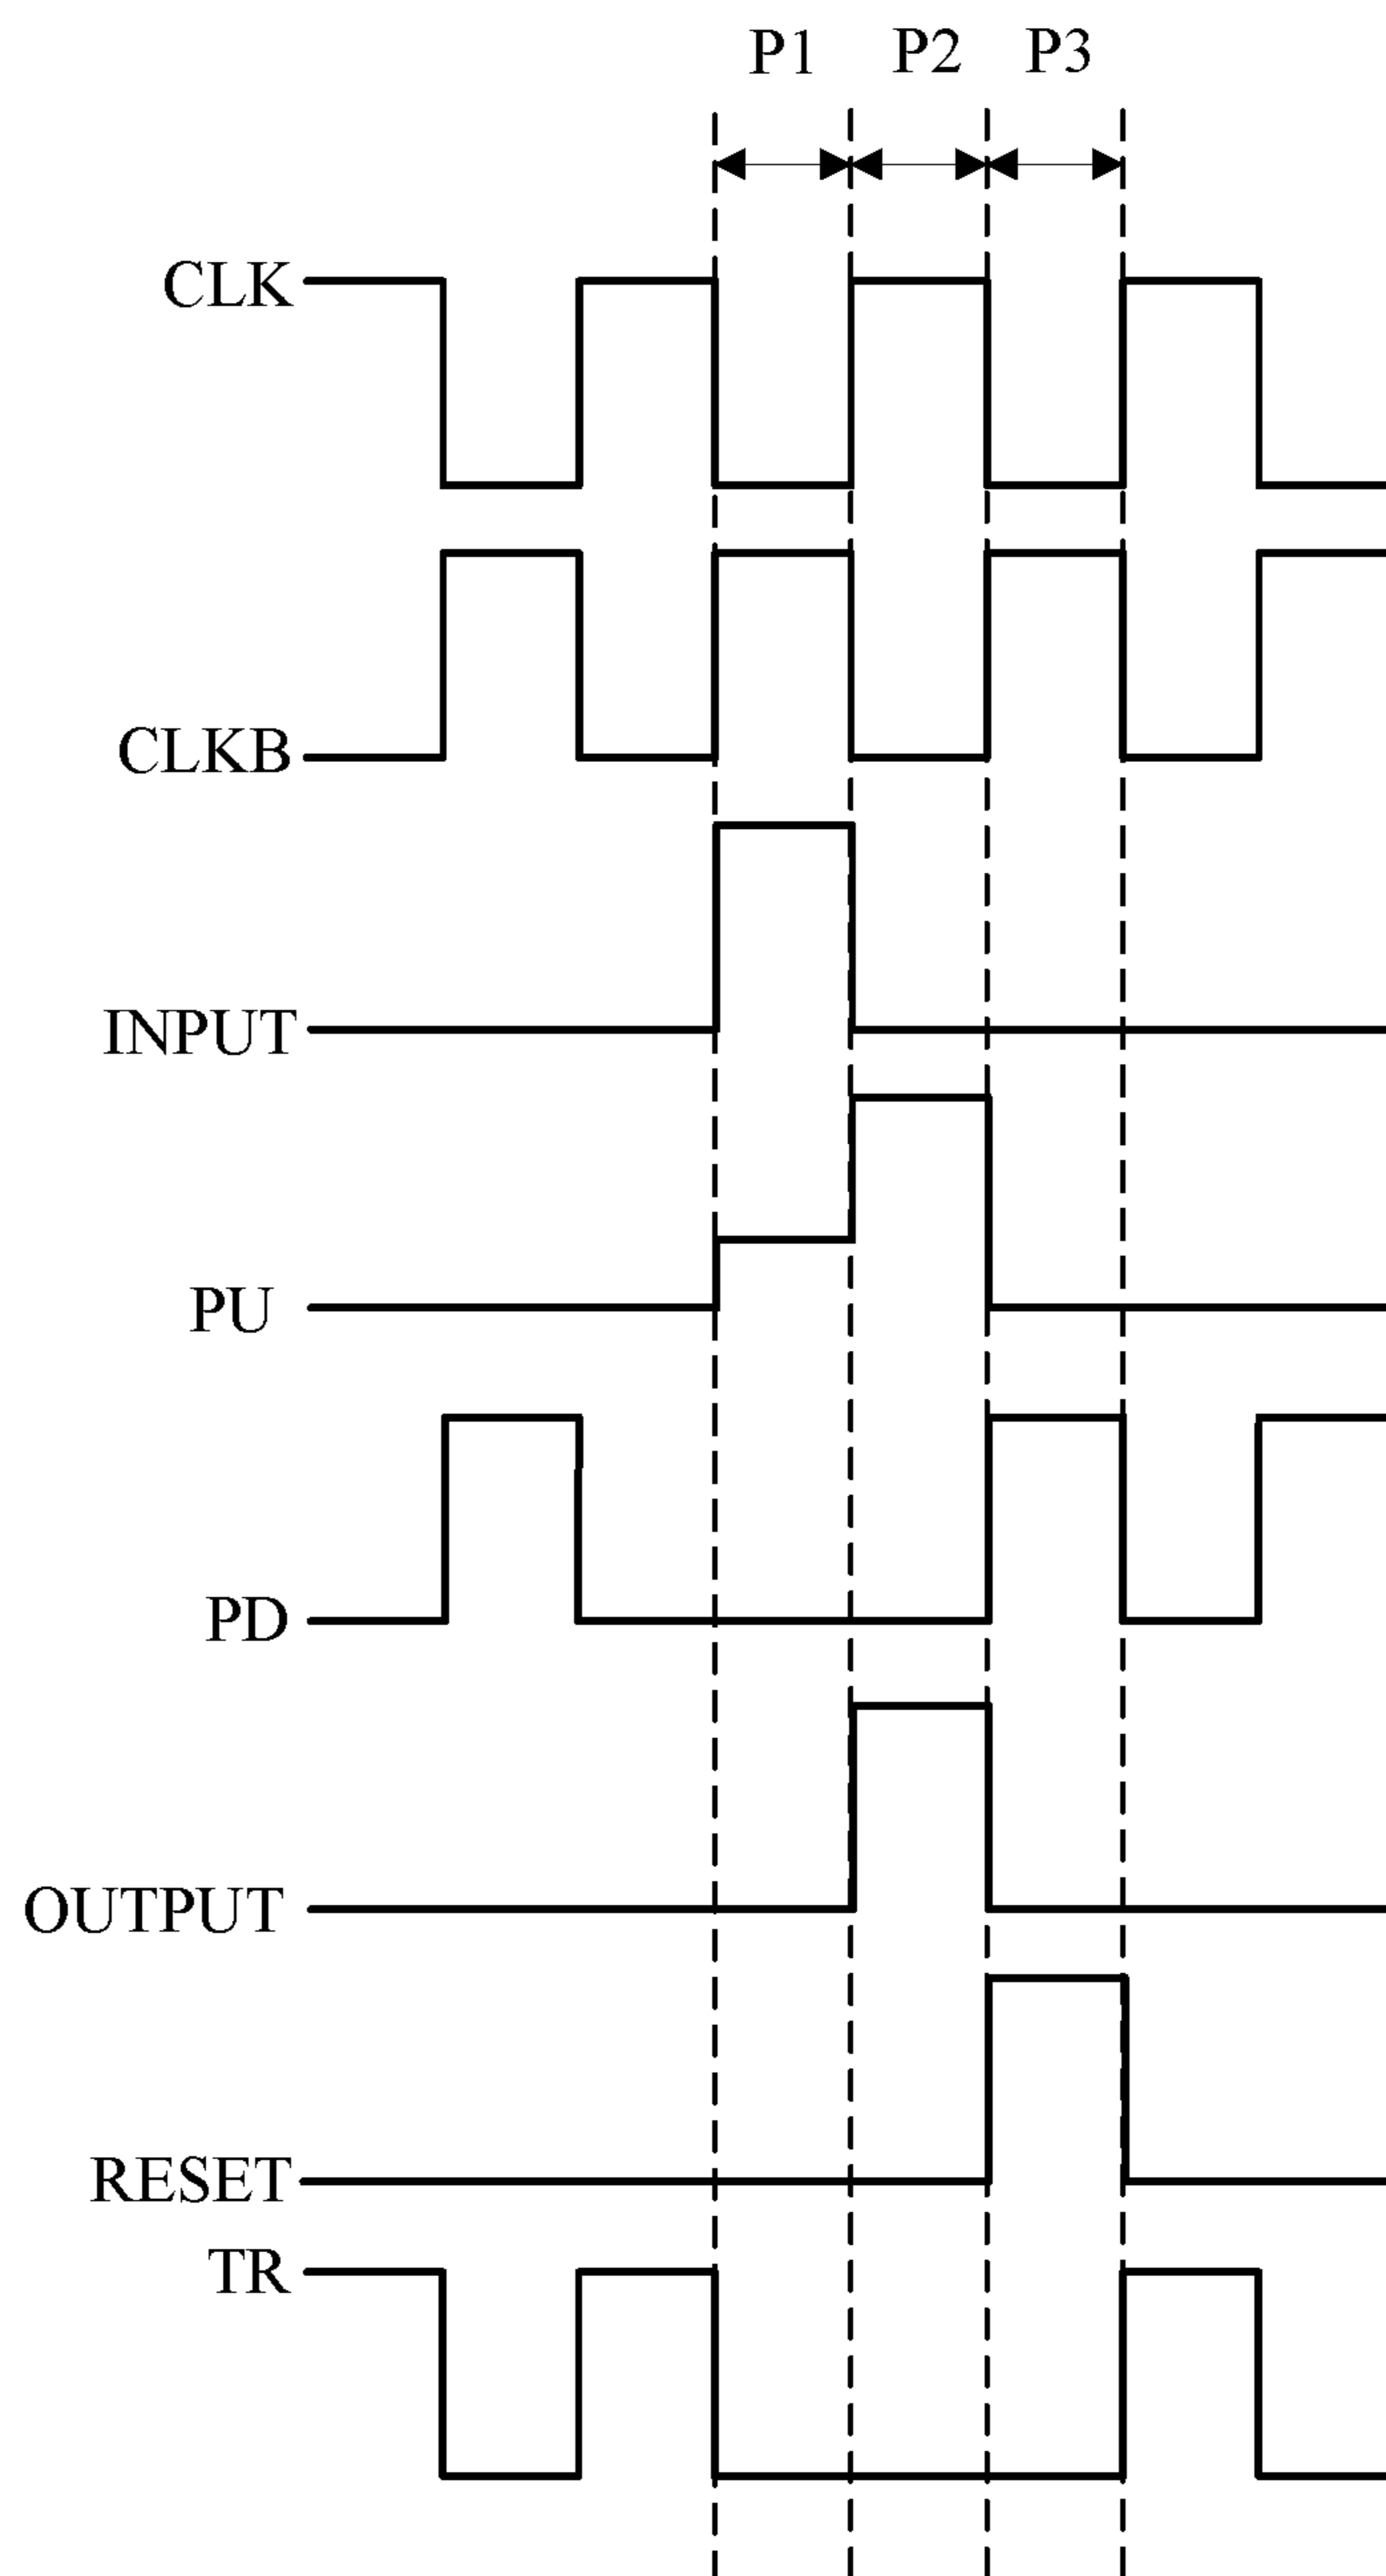 P1 P2 P3
CLK
CLKB
INPUT
PU
PD
OUTPUT
RESET
TR